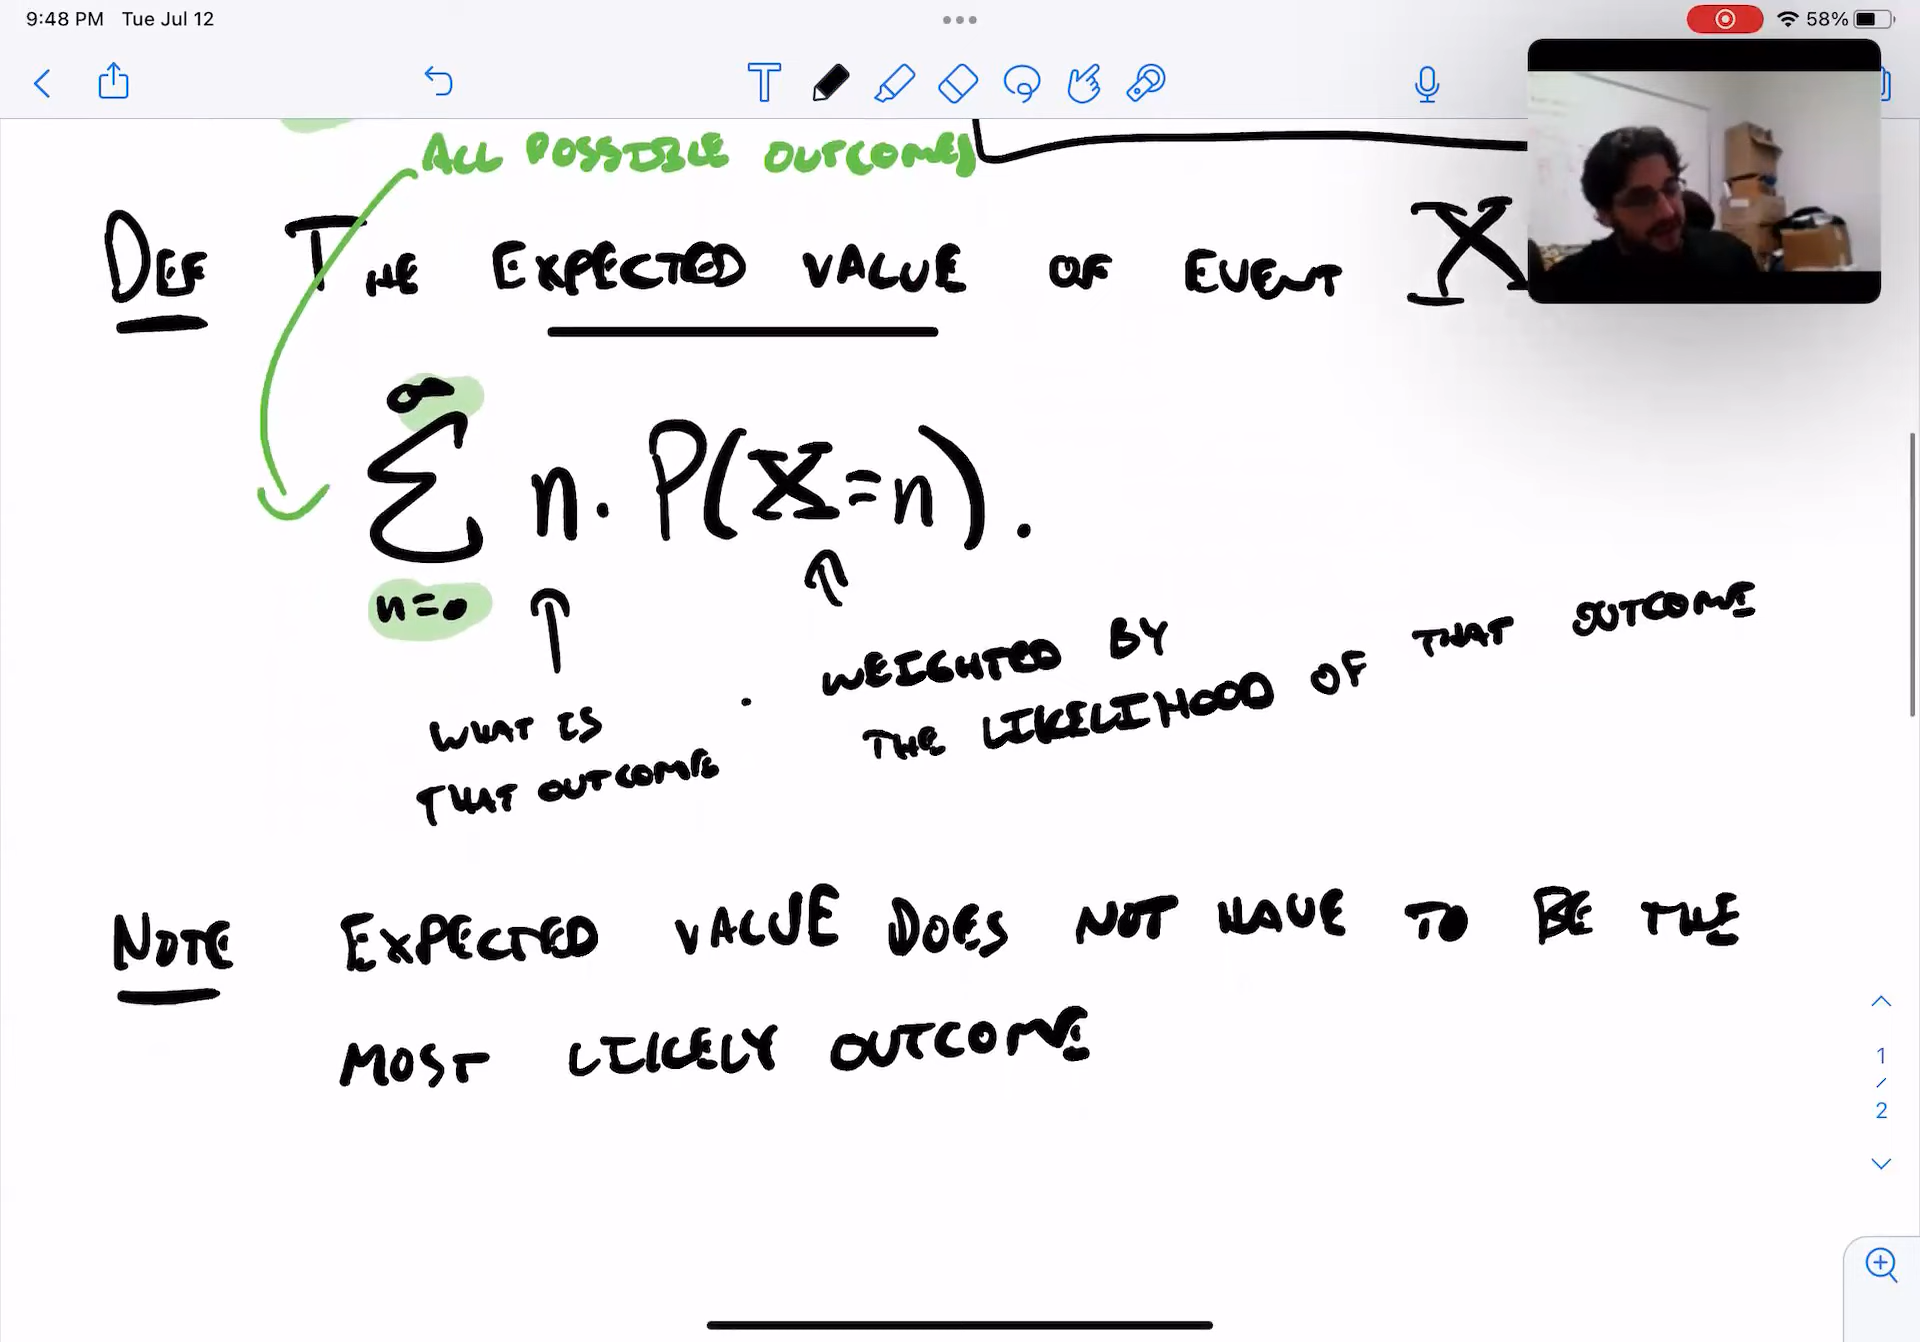 9:48 PM Tue Jul 12
58%
ALL POSSIBLE OUTCOMES
DEF THE EXPECTED VALUE OF EVENT X
∞
Σ n · P(X=n).
n=0
WEIGHTED BY
THE LIKELIHOOD OF THAT OUTCOME
WHAT IS
THAT OUTCOME ·
NOTE EXPECTED VALUE DOES NOT HAVE TO BE THE
MOST LIKELY OUTCOME
1
/
2